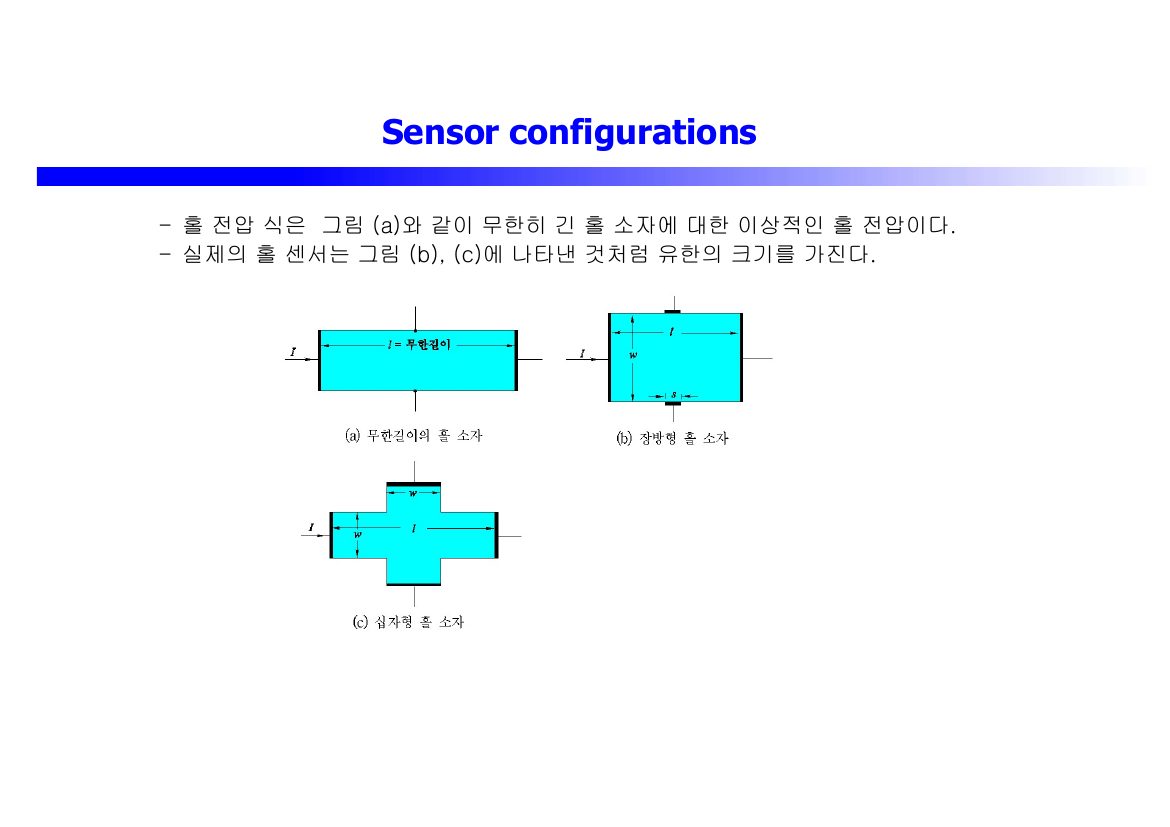 Sensor configurations
- 홀 전압 식은 그림 (a)와 같이 무한히 긴 홀 소자에 대한 이상적인 홀 전압이다.
- 실제의 홀 센서는 그림 (b), (c)에 나타낸 것처럼 유한의 크기를 가진다.
I
l = 무한길이
(a) 무한길이의 홀 소자
I
l
w
s
(b) 장방형 홀 소자
w
I
w
l
(c) 십자형 홀 소자